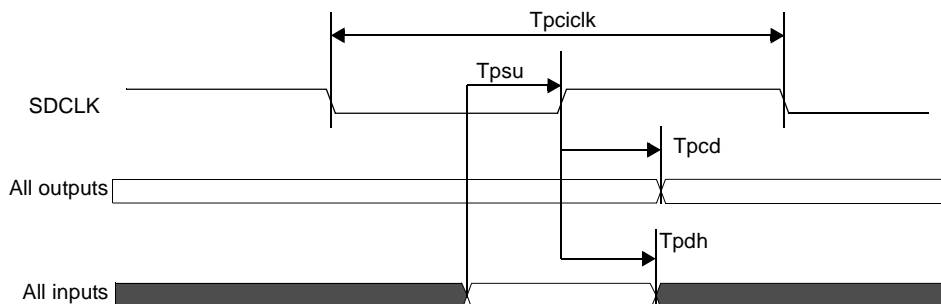 Tpciclk
Tpsu
SDCLK
Tpcd
All outputs
Tpdh
All inputs